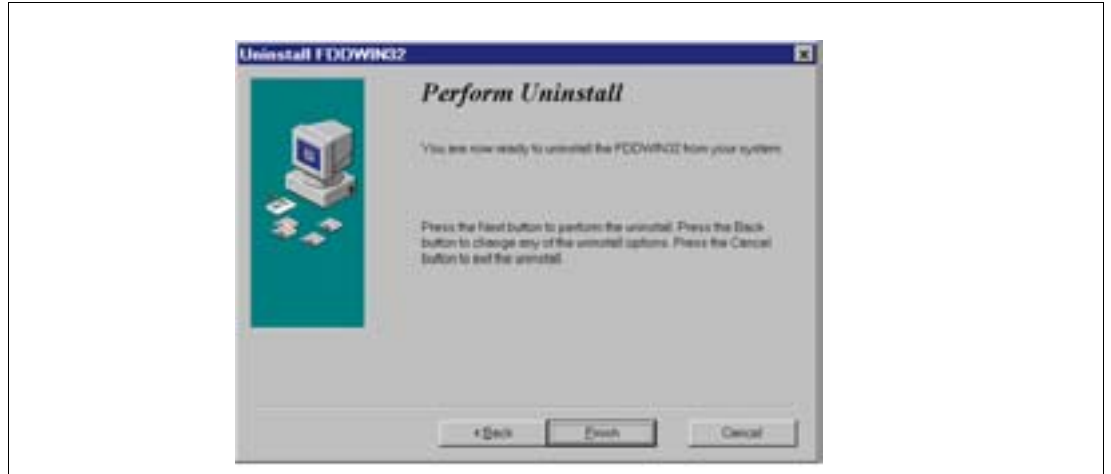 Uninstall FDDWIN32
Perform Uninstall
You are now ready to uninstall the FDDWIN32 from your system.
Press the Next button to perform the uninstall. Press the Back
button to change any of the uninstall options. Press the Cancel
button to exit the uninstall.
< Back
Finish
Cancel